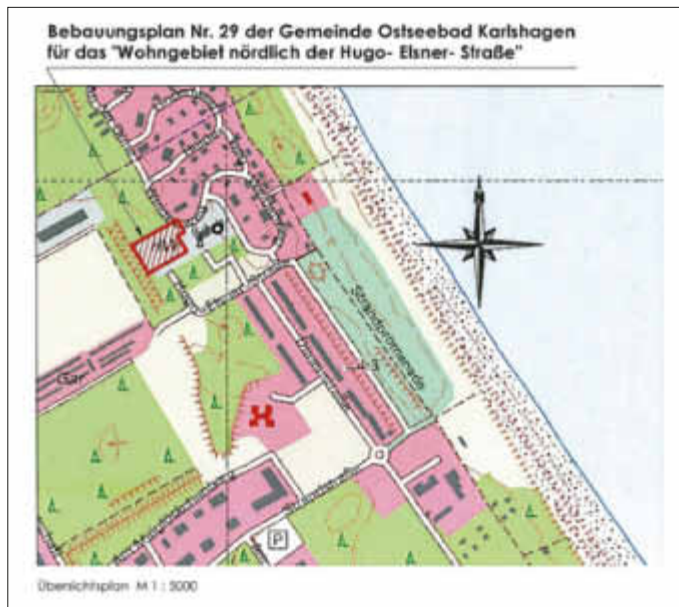 Bebauungsplan Nr. 29 der Gemeinde Ostseebad Karlshagen
für das "Wohngebiet nördlich der Hugo- Elsner- Straße"
N
Strandpromenade
3
Gar
P
Übersichtsplan M 1 : 5000